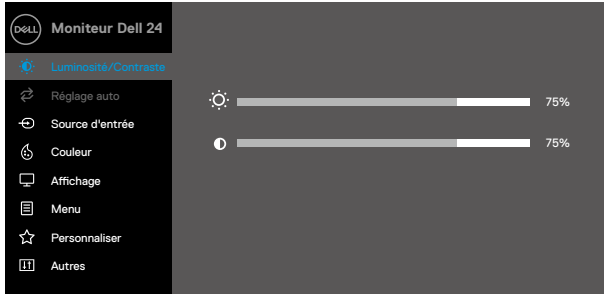 DELL Moniteur Dell 24
Luminosité/Contraste
Réglage auto
75%
Source d'entrée
Couleur
75%
Affichage
Menu
Personnaliser
Autres